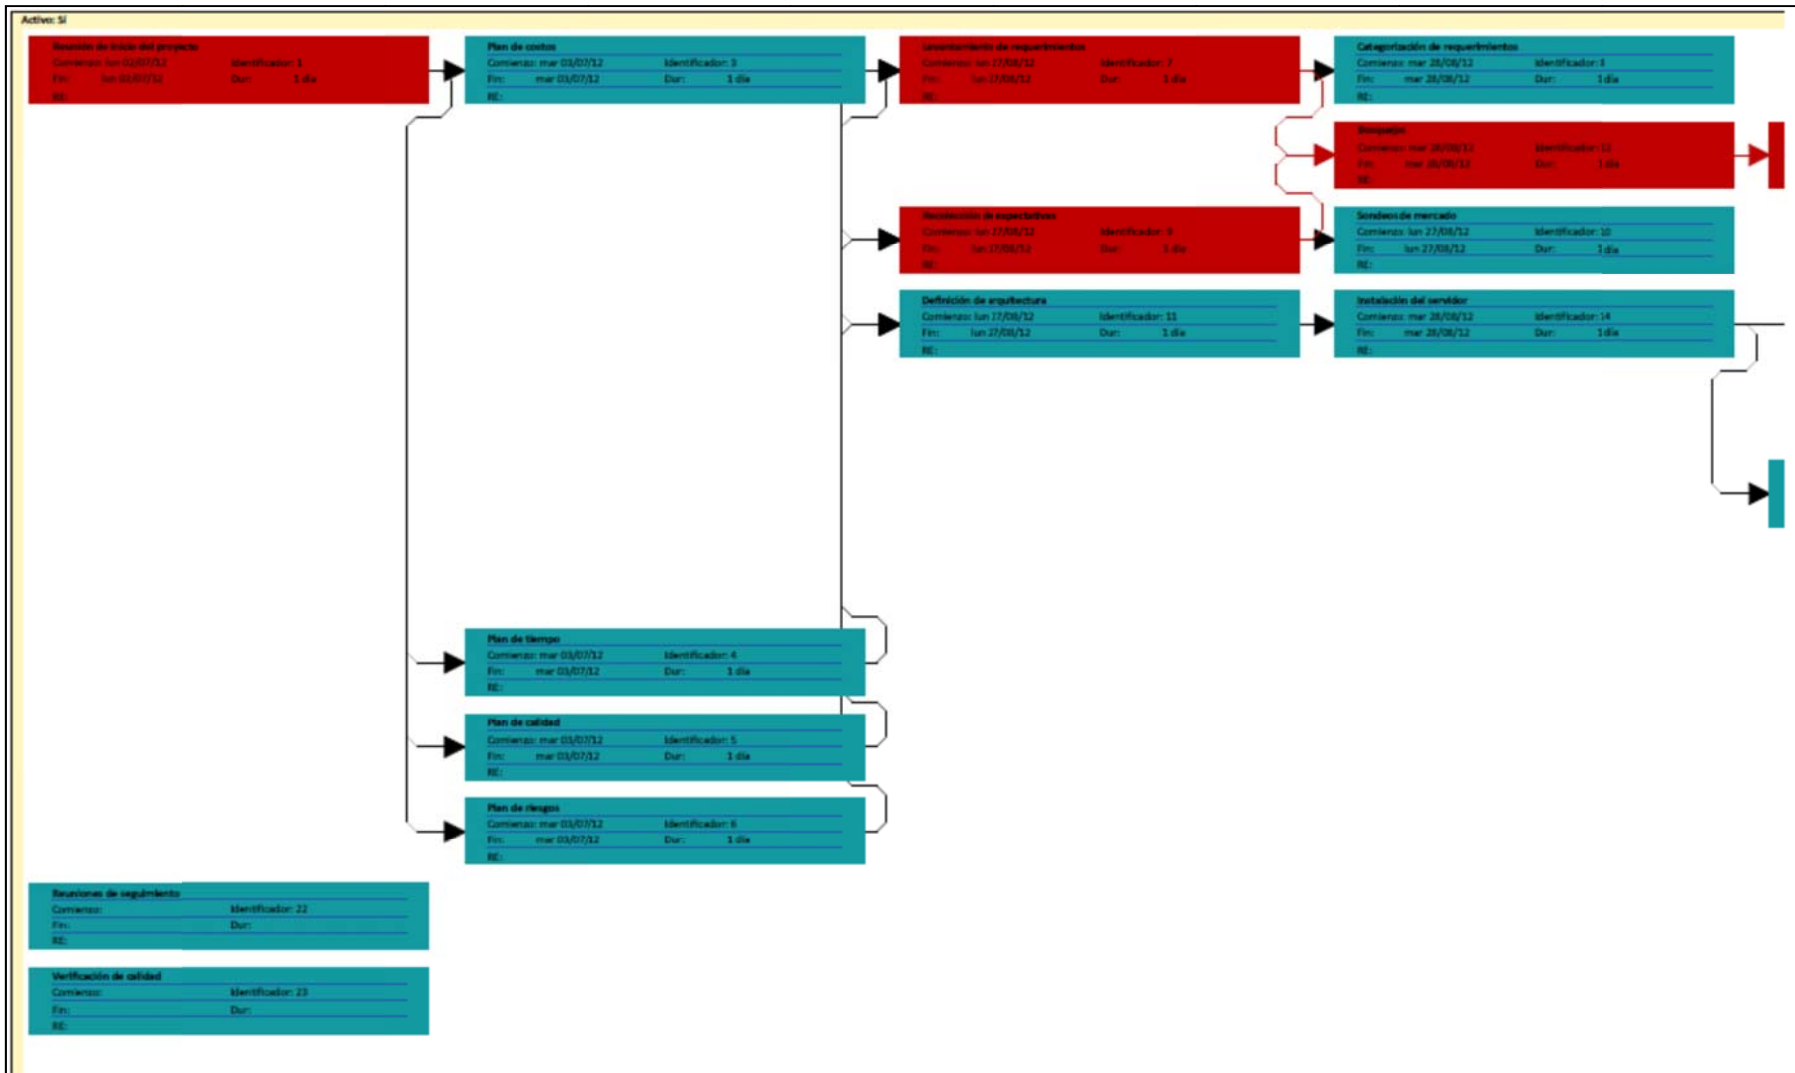 Activo: Sí
Reunión de inicio del proyecto
Comienzo: lun 02/07/12 Identificador: 1
Fin: lun 02/07/12 Dur: 1 día
RE:
Plan de costos
Comienzo: mar 03/07/12 Identificador: 3
Fin: mar 03/07/12 Dur: 1 día
RE:
Levantamiento de requerimientos
Comienzo: lun 27/08/12 Identificador: 7
Fin: lun 27/08/12 Dur: 1 día
RE:
Categorización de requerimientos
Comienzo: mar 28/08/12 Identificador:
Fin: mar 28/08/12 Dur: 1 día
RE:
Bosquejos
Comienzo: mar 28/08/12 Identificador: 12
Fin: mar 28/08/12 Dur: 1 día
RE:
Recolección de expectativas
Comienzo: lun 27/08/12 Identificador: 9
Fin: lun 27/08/12 Dur: 1 día
RE:
Sondeos de mercado
Comienzo: lun 27/08/12 Identificador: 10
Fin: lun 27/08/12 Dur: 1 día
RE:
Definición de arquitectura
Comienzo: lun 27/08/12 Identificador: 11
Fin: lun 27/08/12 Dur: 1 día
RE:
Instalación del servidor
Comienzo: mar 28/08/12 Identificador: 14
Fin: mar 28/08/12 Dur: 1 día
RE:
Plan de tiempo
Comienzo: mar 03/07/12 Identificador: 4
Fin: mar 03/07/12 Dur: 1 día
RE:
Plan de calidad
Comienzo: mar 03/07/12 Identificador: 5
Fin: mar 03/07/12 Dur: 1 día
RE:
Plan de riesgos
Comienzo: mar 03/07/12 Identificador: 6
Fin: mar 03/07/12 Dur: 1 día
RE:
Reuniones de seguimiento
Comienzo: Identificador: 22
Fin: Dur:
RE:
Verificación de calidad
Comienzo: Identificador: 23
Fin: Dur:
RE: